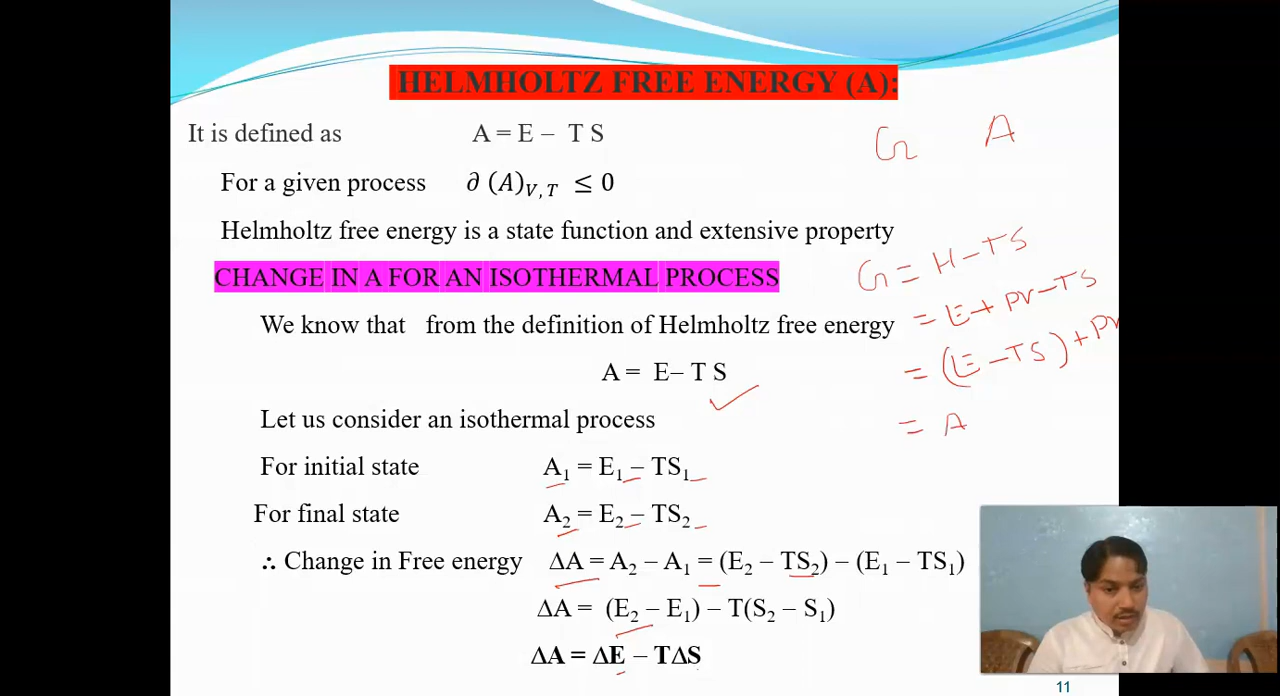 HELMHOLTZ FREE ENERGY (A):
It is defined as A = E – T S
G A
For a given process ∂ (A)V, T ≤ 0
Helmholtz free energy is a state function and extensive property
CHANGE IN A FOR AN ISOTHERMAL PROCESS
G = H – TS
We know that from the definition of Helmholtz free energy
= E + PV – TS
A = E– T S
= (E – TS) + PV
Let us consider an isothermal process
= A
For initial state A₁ = E₁ – TS₁
For final state A₂ = E₂ – TS₂
∴ Change in Free energy ΔA = A₂ – A₁ = (E₂ – TS₂) – (E₁ – TS₁)
ΔA = (E₂ – E₁) – T(S₂ – S₁)
ΔA = ΔE – TΔS
11